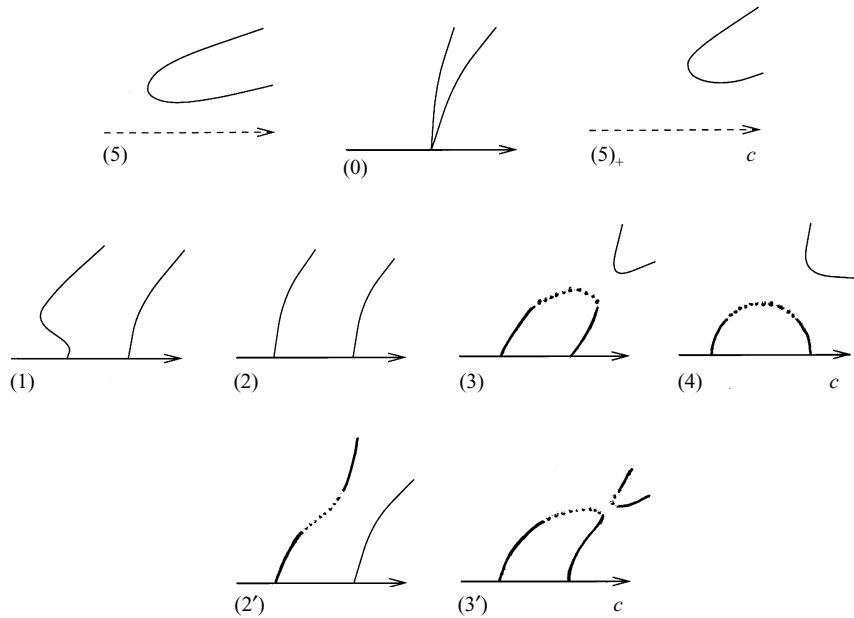 (5) (0) (5)₊ c
(1) (2) (3) (4) c
(2′) (3′) c